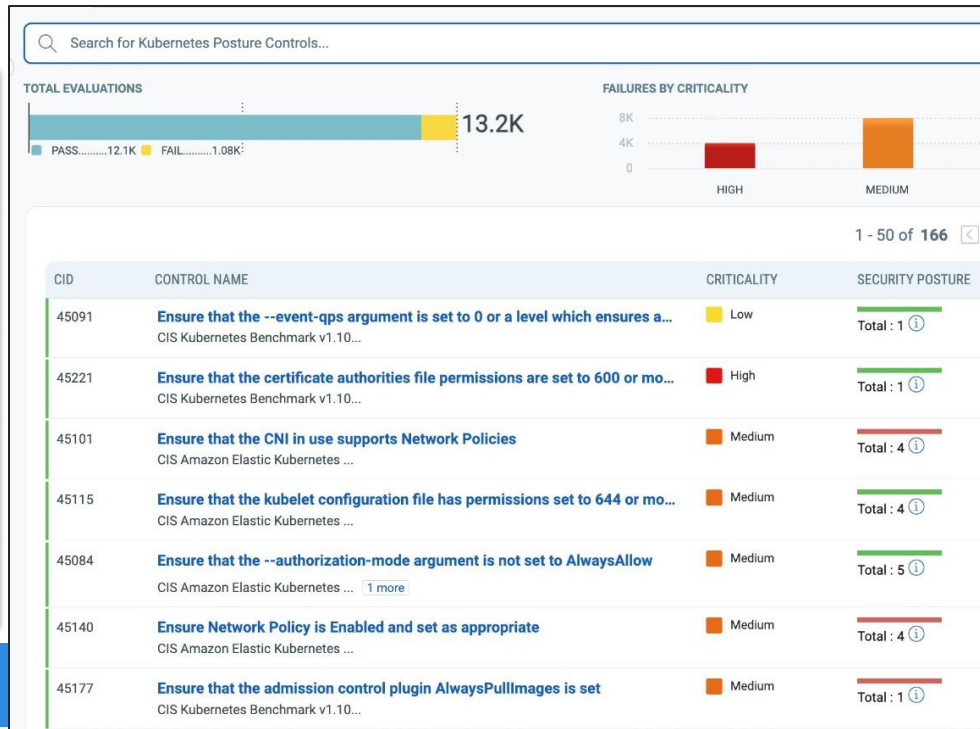 Search for Kubernetes Posture Controls...
TOTAL EVALUATIONS
13.2K
PASS.........12.1K FAIL..........1.08K
FAILURES BY CRITICALITY
8K
4K
0
HIGH MEDIUM
1 - 50 of 166
CID CONTROL NAME CRITICALITY SECURITY POSTURE
45091 Ensure that the --event-qps argument is set to 0 or a level which ensures a... Low
CIS Kubernetes Benchmark v1.10... Total : 1
45221 Ensure that the certificate authorities file permissions are set to 600 or mo... High
CIS Kubernetes Benchmark v1.10... Total : 1
45101 Ensure that the CNI in use supports Network Policies Medium
CIS Amazon Elastic Kubernetes ... Total : 4
45115 Ensure that the kubelet configuration file has permissions set to 644 or mo... Medium
CIS Amazon Elastic Kubernetes ... Total : 4
45084 Ensure that the --authorization-mode argument is not set to AlwaysAllow Medium
CIS Amazon Elastic Kubernetes ... 1 more Total : 5
45140 Ensure Network Policy is Enabled and set as appropriate Medium
CIS Amazon Elastic Kubernetes ... Total : 4
45177 Ensure that the admission control plugin AlwaysPullImages is set Medium
CIS Kubernetes Benchmark v1.10... Total : 1